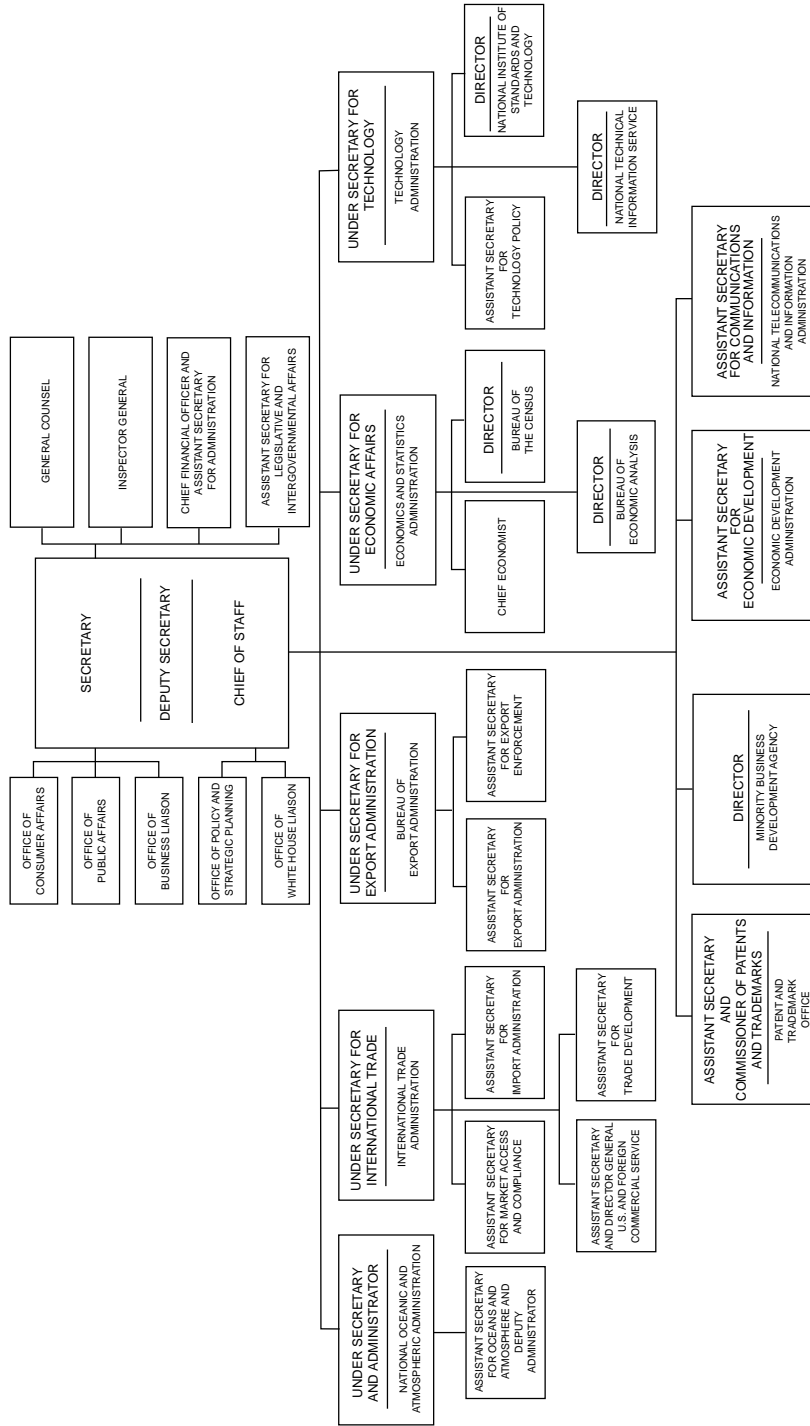 OFFICE OF
CONSUMER AFFAIRS
OFFICE OF
PUBLIC AFFAIRS
OFFICE OF
BUSINESS LIAISON
OFFICE OF POLICY AND
STRATEGIC PLANNING
OFFICE OF
WHITE HOUSE LIAISON
SECRETARY
DEPUTY SECRETARY
CHIEF OF STAFF
GENERAL COUNSEL
INSPECTOR GENERAL
CHIEF FINANCIAL OFFICER AND
ASSISTANT SECRETARY
FOR ADMINISTRATION
ASSISTANT SECRETARY FOR
LEGISLATIVE AND
INTERGOVERNMENTAL AFFAIRS
UNDER SECRETARY
AND ADMINISTRATOR
NATIONAL OCEANIC AND
ATMOSPHERIC ADMINISTRATION
UNDER SECRETARY FOR
INTERNATIONAL TRADE
INTERNATIONAL TRADE
ADMINISTRATION
UNDER SECRETARY FOR
EXPORT ADMINISTRATION
BUREAU OF
EXPORT ADMINISTRATION
UNDER SECRETARY FOR
ECONOMIC AFFAIRS
ECONOMICS AND STATISTICS
ADMINISTRATION
UNDER SECRETARY FOR
TECHNOLOGY
TECHNOLOGY
ADMINISTRATION
ASSISTANT SECRETARY
FOR OCEANS AND
ATMOSPHERE AND
DEPUTY
ADMINISTRATOR
ASSISTANT SECRETARY
FOR MARKET ACCESS
AND COMPLIANCE
ASSISTANT SECRETARY
FOR
IMPORT ADMINISTRATION
ASSISTANT SECRETARY
FOR
EXPORT ADMINISTRATION
ASSISTANT SECRETARY
FOR EXPORT
ENFORCEMENT
CHIEF ECONOMIST
DIRECTOR
BUREAU OF
THE CENSUS
ASSISTANT SECRETARY
FOR
TECHNOLOGY POLICY
DIRECTOR
NATIONAL INSTITUTE OF
STANDARDS AND
TECHNOLOGY
ASSISTANT SECRETARY
AND DIRECTOR GENERAL
U.S. AND FOREIGN
COMMERCIAL SERVICE
ASSISTANT SECRETARY
FOR
TRADE DEVELOPMENT
DIRECTOR
BUREAU OF
ECONOMIC ANALYSIS
DIRECTOR
NATIONAL TECHNICAL
INFORMATION SERVICE
ASSISTANT SECRETARY
AND
COMMISSIONER OF PATENTS
AND TRADEMARKS
PATENT AND
TRADEMARK
OFFICE
DIRECTOR
MINORITY BUSINESS
DEVELOPMENT AGENCY
ASSISTANT SECRETARY
FOR
ECONOMIC DEVELOPMENT
ECONOMIC DEVELOPMENT
ADMINISTRATION
ASSISTANT SECRETARY
FOR COMMUNICATIONS
AND INFORMATION
NATIONAL TELECOMMUNICATIONS
AND INFORMATION
ADMINISTRATION